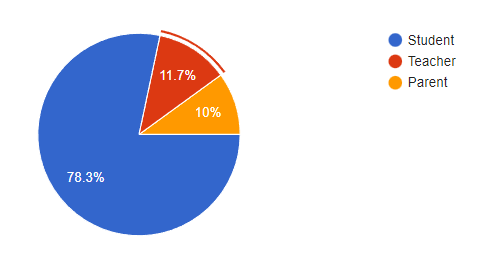 Student
Teacher
Parent
11.7%
10%
78.3%